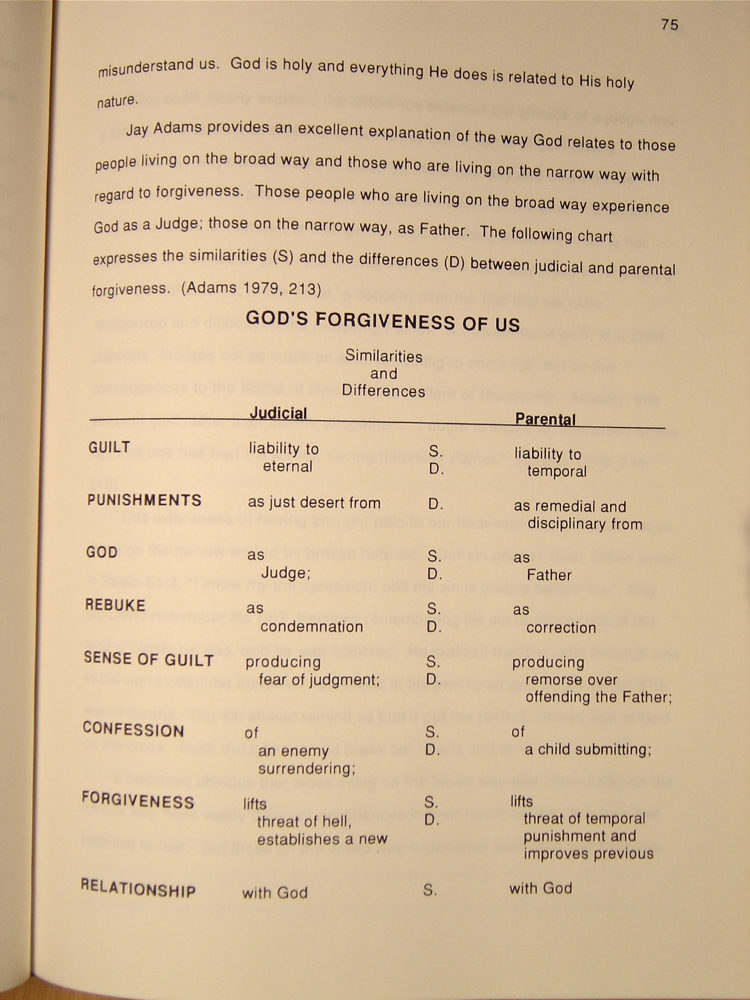 75
misunderstand us. God is holy and everything He does is related to His holy
nature.
Jay Adams provides an excellent explanation of the way God relates to those
people living on the broad way and those who are living on the narrow way with
regard to forgiveness. Those people who are living on the broad way experience
God as a Judge; those on the narrow way, as Father. The following chart
expresses the similarities (S) and the differences (D) between judicial and parental
forgiveness. (Adams 1979, 213)
GOD'S FORGIVENESS OF US
Similarities
and
Differences
Judicial Parental
GUILT liability to S. liability to
eternal D. temporal
PUNISHMENTS as just desert from D. as remedial and
disciplinary from
GOD as S. as
Judge; D. Father
REBUKE as S. as
condemnation D. correction
SENSE OF GUILT producing S. producing
fear of judgment; D. remorse over
offending the Father;
CONFESSION of S. of
an enemy D. a child submitting;
surrendering;
FORGIVENESS lifts S. lifts
threat of hell, D. threat of temporal
establishes a new punishment and
improves previous
RELATIONSHIP with God S. with God